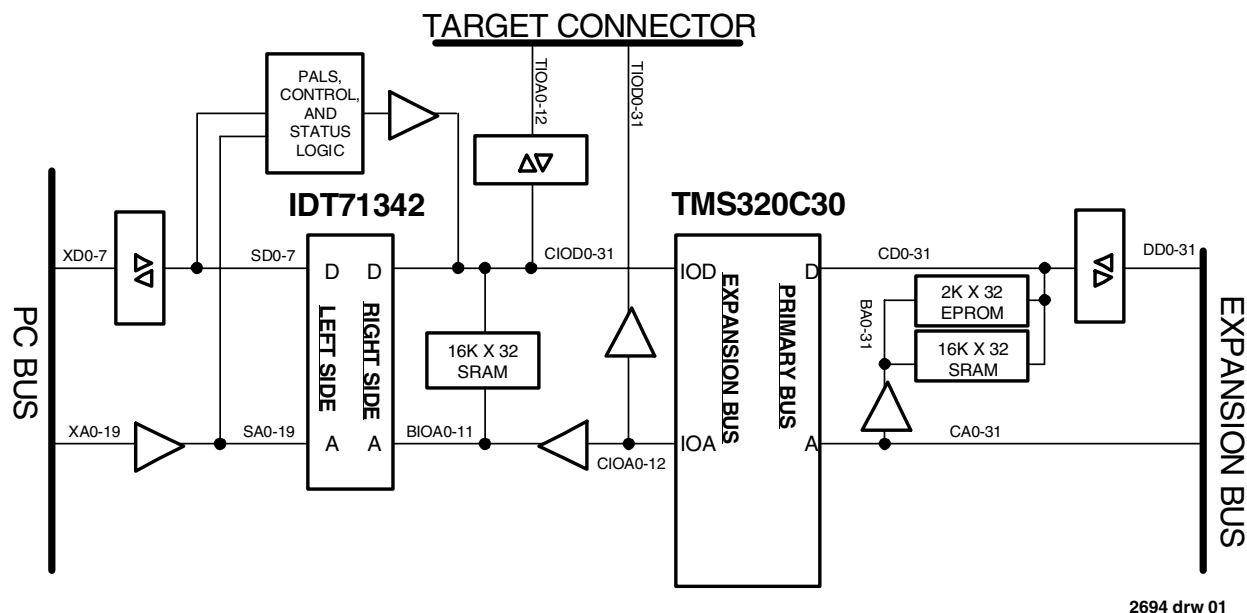 TARGET CONNECTOR
TIOA0-12
TIOD0-31
PALS,
CONTROL,
AND
STATUS
LOGIC
IDT71342
TMS320C30
XD0-7
SD0-7
D
D
CIOD0-31
IOD
D
CD0-31
DD0-31
PC BUS
LEFT SIDE
RIGHT SIDE
16K X 32
SRAM
EXPANSION BUS
PRIMARY BUS
BA0-31
2K X 32
EPROM
16K X 32
SRAM
EXPANSION BUS
XA0-19
SA0-19
A
A
BIOA0-11
CIOA0-12
IOA
A
CA0-31
2694 drw 01